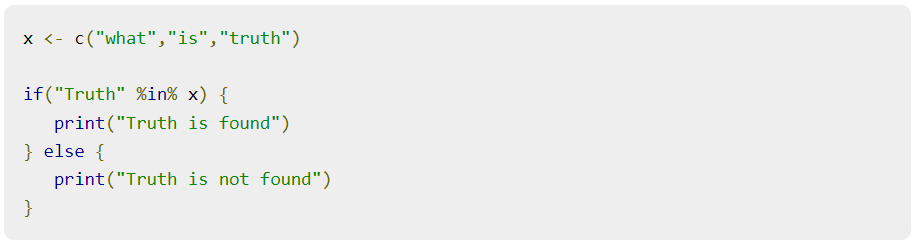 x <- c("what","is","truth")

if("Truth" %in% x) {
   print("Truth is found")
} else {
   print("Truth is not found")
}